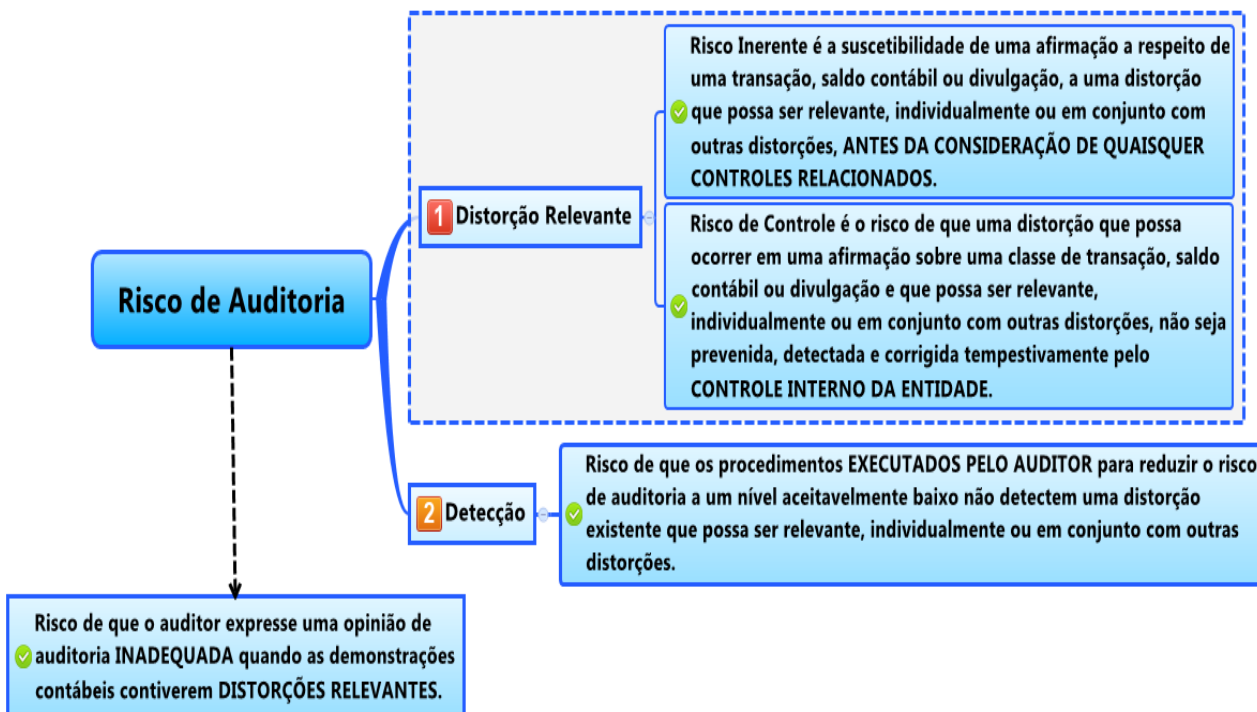 Risco Inerente é a suscetibilidade de uma afirmação a respeito de
uma transação, saldo contábil ou divulgação, a uma distorção
que possa ser relevante, individualmente ou em conjunto com
outras distorções, ANTES DA CONSIDERAÇÃO DE QUAISQUER
CONTROLES RELACIONADOS.
1 Distorção Relevante
Risco de Controle é o risco de que uma distorção que possa
ocorrer em uma afirmação sobre uma classe de transação, saldo
contábil ou divulgação e que possa ser relevante,
individualmente ou em conjunto com outras distorções, não seja
prevenida, detectada e corrigida tempestivamente pelo
CONTROLE INTERNO DA ENTIDADE.
Risco de Auditoria
2 Detecção
Risco de que os procedimentos EXECUTADOS PELO AUDITOR para reduzir o risco
de auditoria a um nível aceitavelmente baixo não detectem uma distorção
existente que possa ser relevante, individualmente ou em conjunto com outras
distorções.
Risco de que o auditor expresse uma opinião de
auditoria INADEQUADA quando as demonstrações
contábeis contiverem DISTORÇÕES RELEVANTES.